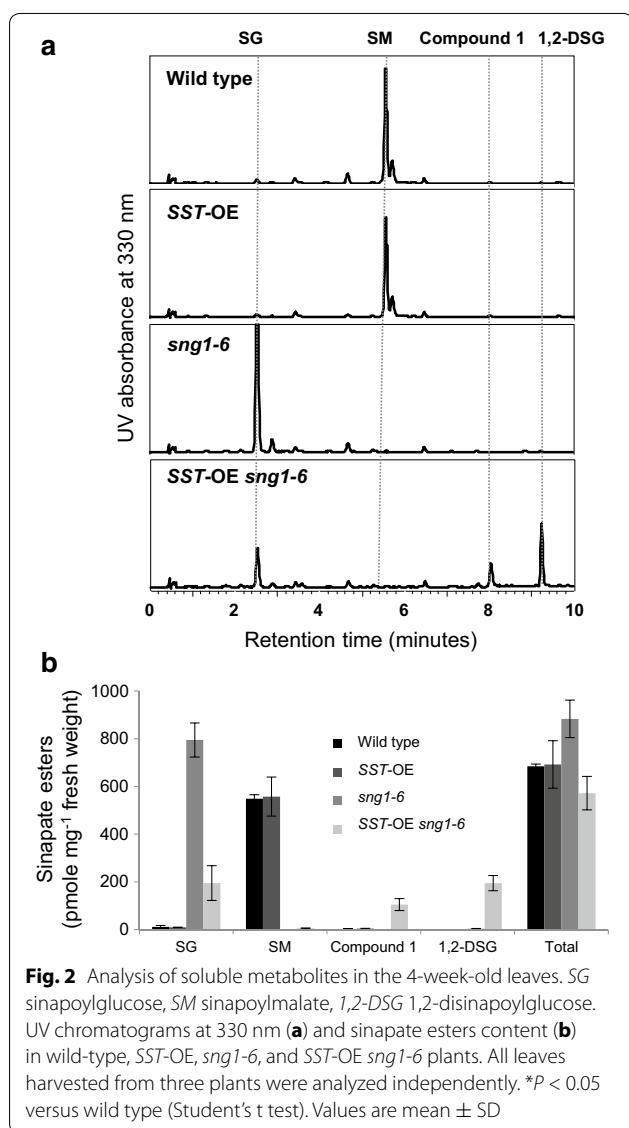 a
SG SM Compound 1 1,2-DSG
Wild type
SST-OE
sng1-6
SST-OE sng1-6
UV absorbance at 330 nm
0 2 4 6 8 10
Retention time (minutes)
b
Sinapate esters
(pmole mg-1 fresh weight)
1000
800
600
400
200
0
Wild type
SST-OE
sng1-6
SST-OE sng1-6
SG SM Compound 1 1,2-DSG Total
Fig. 2 Analysis of soluble metabolites in the 4-week-old leaves. SG
sinapoylglucose, SM sinapoylmalate, 1,2-DSG 1,2-disinapoylglucose.
UV chromatograms at 330 nm (a) and sinapate esters content (b)
in wild-type, SST-OE, sng1-6, and SST-OE sng1-6 plants. All leaves
harvested from three plants were analyzed independently. *P < 0.05
versus wild type (Student's t test). Values are mean ± SD